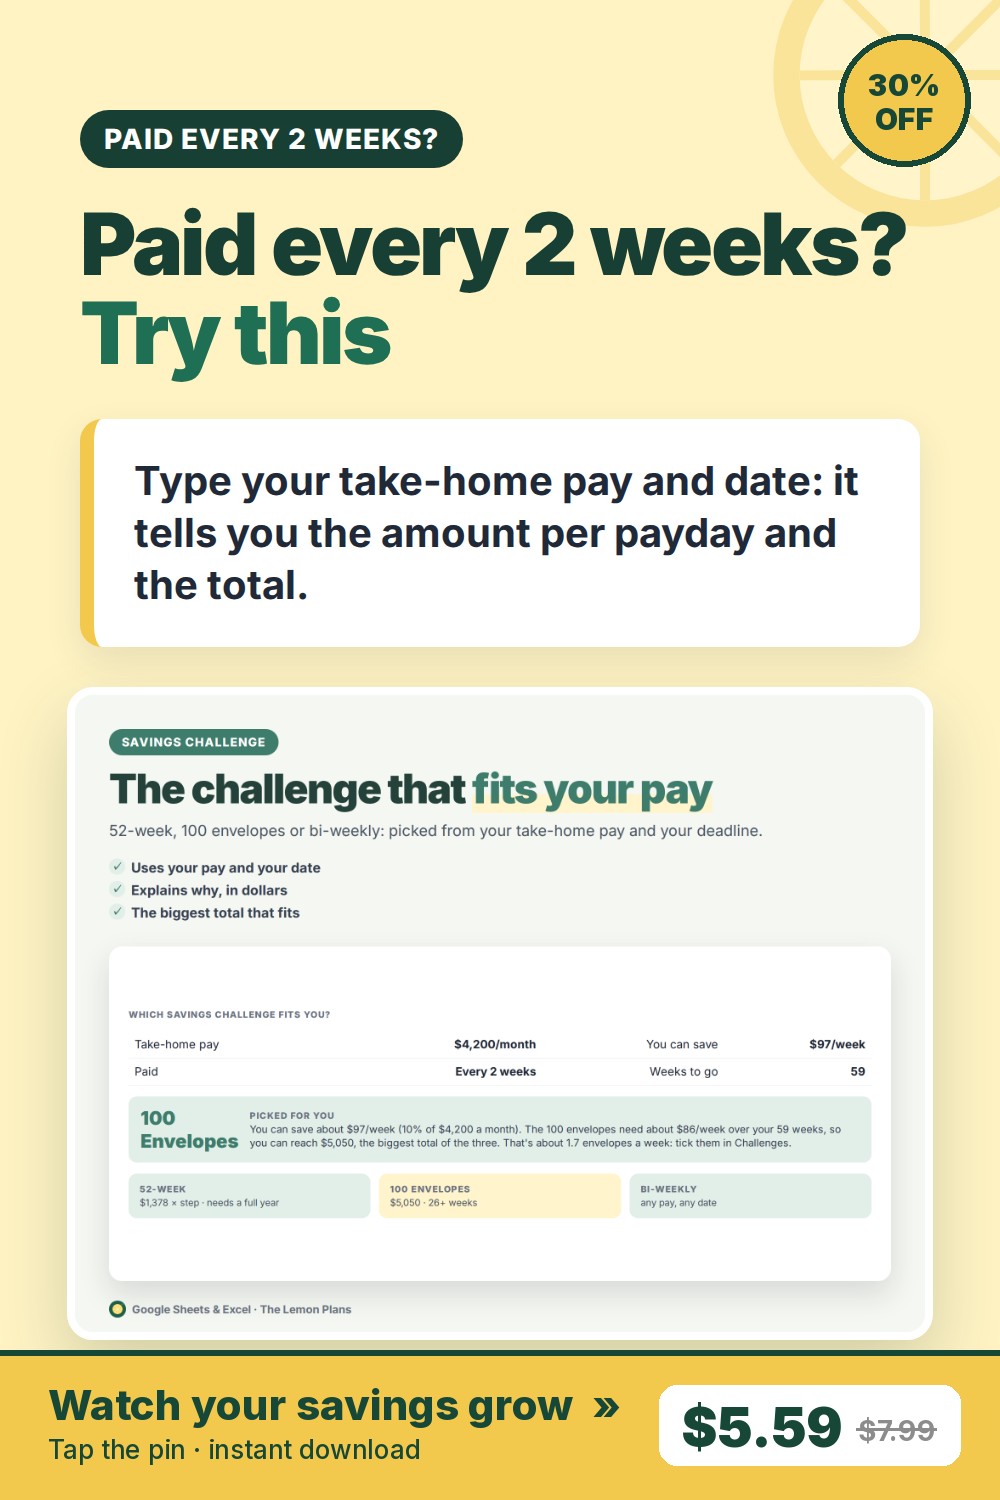 30%
OFF
PAID EVERY 2 WEEKS?
Paid every 2 weeks?
Try this
Type your take-home pay and date: it
tells you the amount per payday and
the total.
SAVINGS CHALLENGE
The challenge that fits your pay
52-week, 100 envelopes or bi-weekly: picked from your take-home pay and your deadline.
✓ Uses your pay and your date
✓ Explains why, in dollars
✓ The biggest total that fits
WHICH SAVINGS CHALLENGE FITS YOU?
Take-home pay $4,200/month You can save $97/week
Paid Every 2 weeks Weeks to go 59
100
Envelopes
PICKED FOR YOU
You can save about $97/week (10% of $4,200 a month). The 100 envelopes need about $86/week over your 59 weeks, so
you can reach $5,050, the biggest total of the three. That's about 1.7 envelopes a week: tick them in Challenges.
52-WEEK
$1,378 × step · needs a full year
100 ENVELOPES
$5,050 · 26+ weeks
BI-WEEKLY
any pay, any date
Google Sheets & Excel · The Lemon Plans
Watch your savings grow »
Tap the pin · instant download
$5.59 $7.99